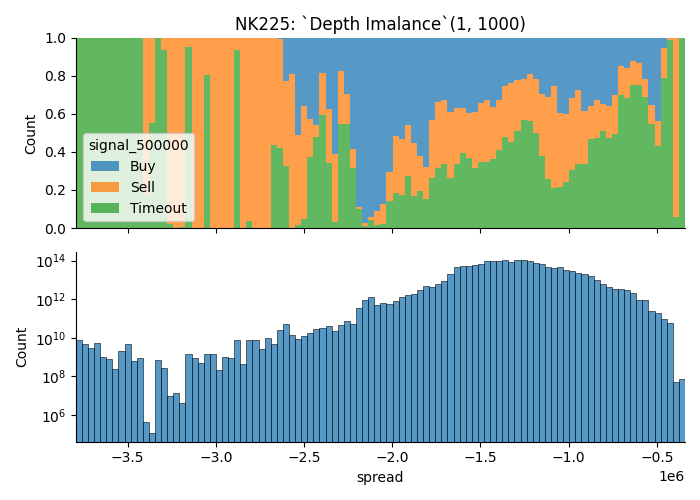 NK225: `Depth Imalance`(1, 1000)
1.0
0.8
0.6
0.4
0.2
0.0
Count
signal_500000
Buy
Sell
Timeout
10^14
10^12
10^10
10^8
10^6
Count
−3.5 −3.0 −2.5 −2.0 −1.5 −1.0 −0.5
1e6
spread